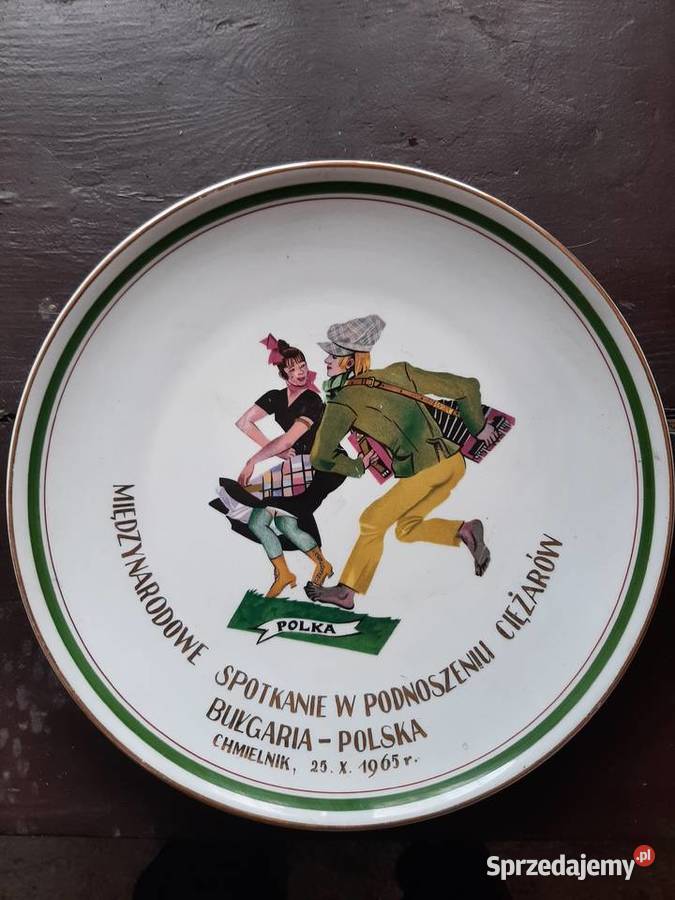 POLKA
MIĘDZYNARODOWE SPOTKANIE W PODNOSZENIU CIĘŻARÓW
BUŁGARIA - POLSKA
CHMIELNIK, 25. X. 1965 r.
Sprzedajemy.pl